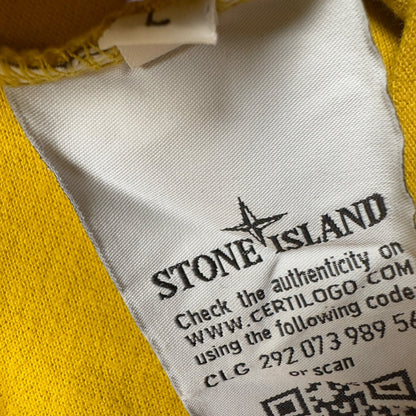 L
STONE ISLAND
Check the authenticity on
WWW.CERTILOGO.COM
using the following code:
CLG 292 073 989 56
or scan